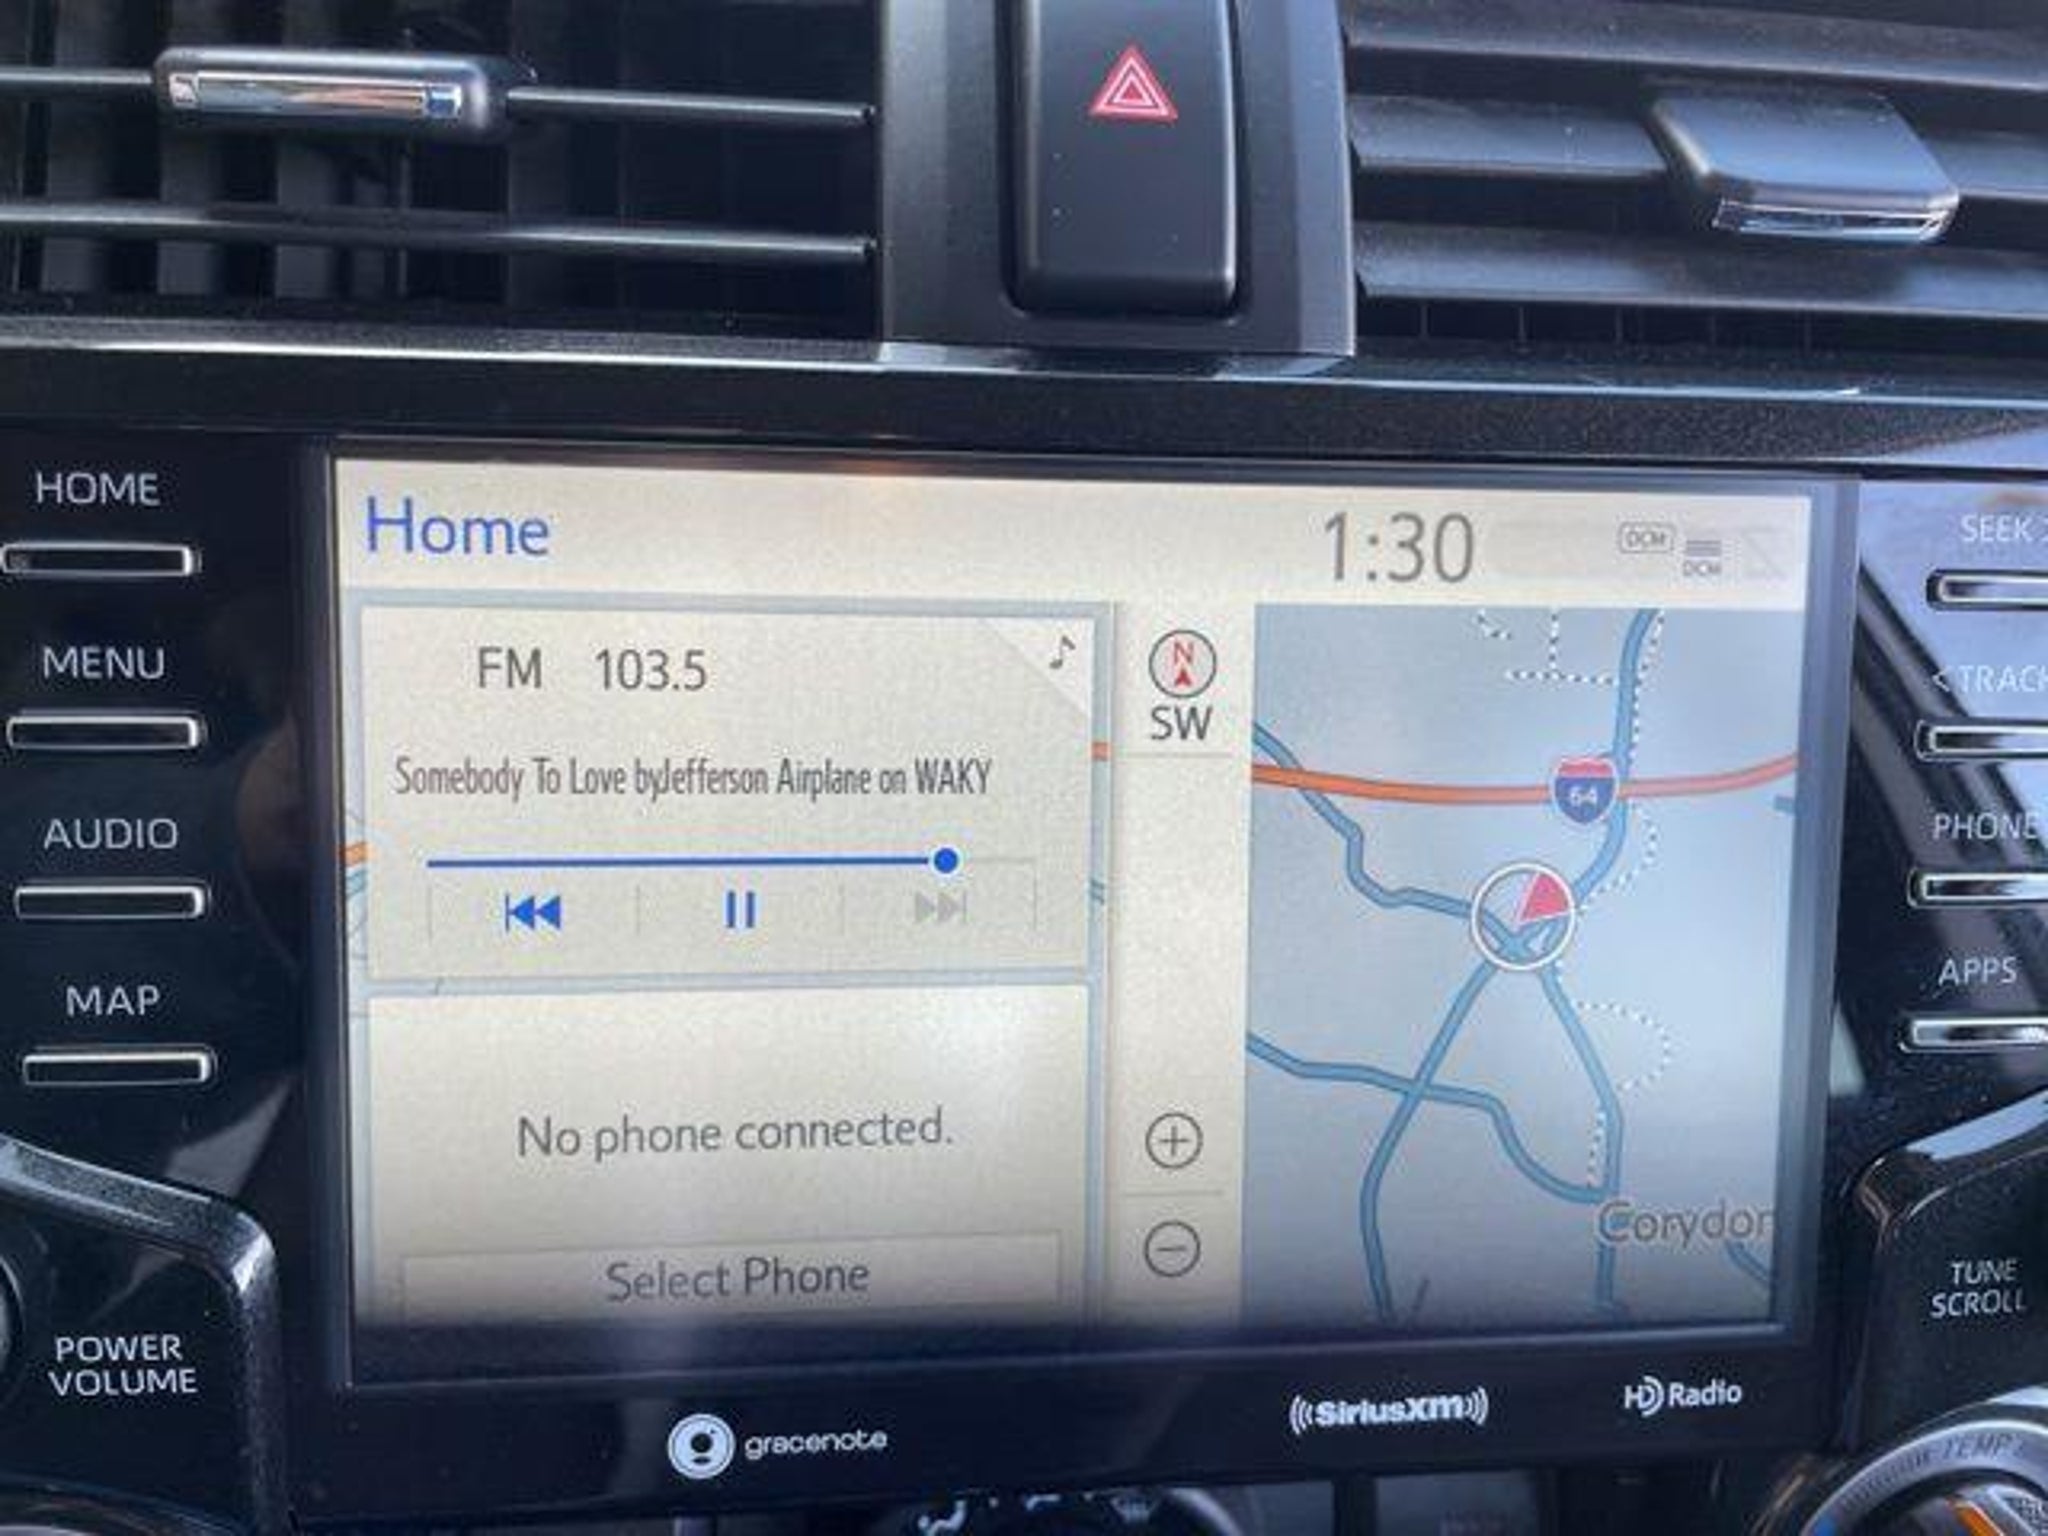 HOME
MENU
AUDIO
MAP
POWER
VOLUME
Home
1:30
DCM
DCM
FM 103.5
Somebody To Love byJefferson Airplane on WAKY
No phone connected.
Select Phone
N
SW
64
Corydon
SEEK
< TRACK
PHONE
APPS
TUNE
SCROLL
gracenote
((SiriusXM))
HD Radio
TEMP